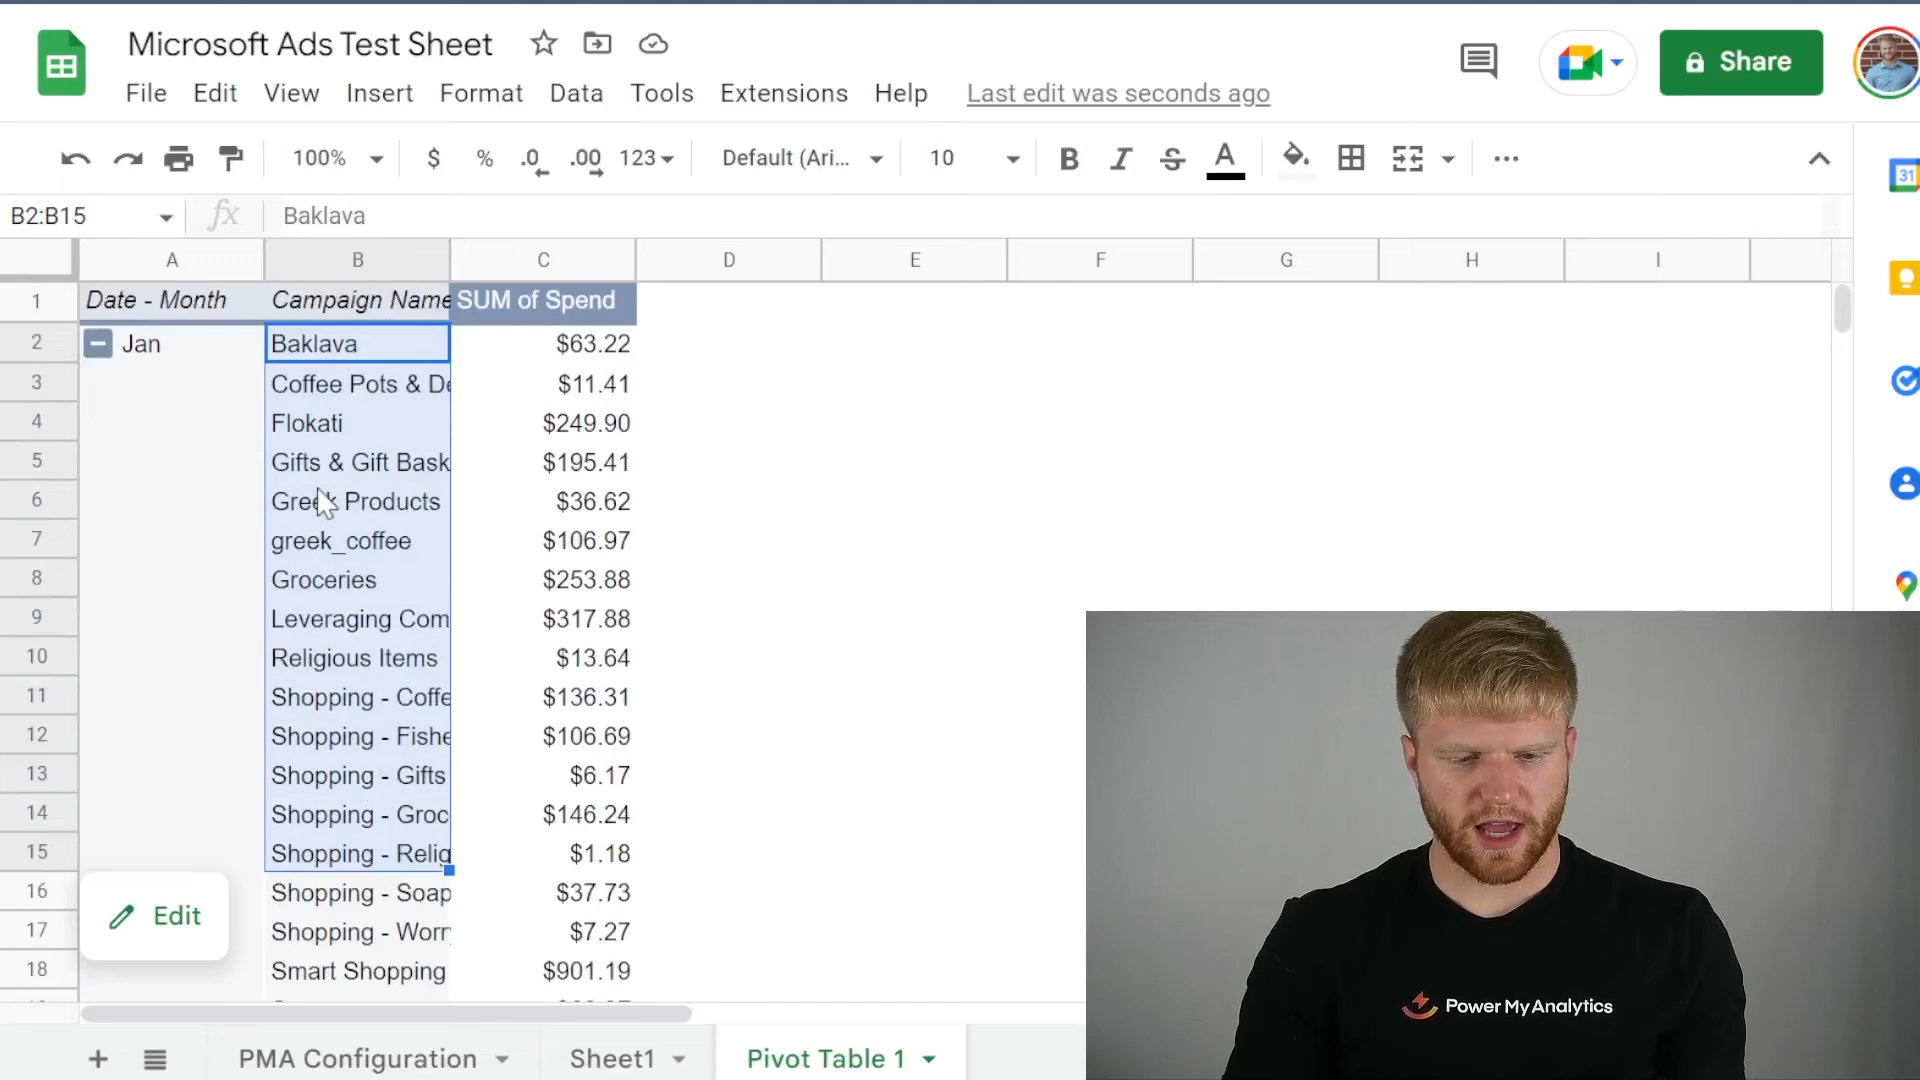 Microsoft Ads Test Sheet
Share
File Edit View Insert Format Data Tools Extensions Help Last edit was seconds ago
100% $ % .0 .00 123 Default (Ari... 10 B I S A
31
B2:B15 fx Baklava
A B C D E F G H I
1 Date - Month Campaign Name SUM of Spend
2 Jan Baklava $63.22
3 Coffee Pots & De $11.41
4 Flokati $249.90
5 Gifts & Gift Bask $195.41
6 Greek Products $36.62
7 greek_coffee $106.97
8 Groceries $253.88
9 Leveraging Com $317.88
10 Religious Items $13.64
11 Shopping - Coffe $136.31
12 Shopping - Fishe $106.69
13 Shopping - Gifts $6.17
14 Shopping - Groc $146.24
15 Shopping - Relig $1.18
16 Shopping - Soap $37.73
17 Shopping - Worry $7.27
18 Smart Shopping $901.19
Edit
Power My Analytics
PMA Configuration Sheet1 Pivot Table 1